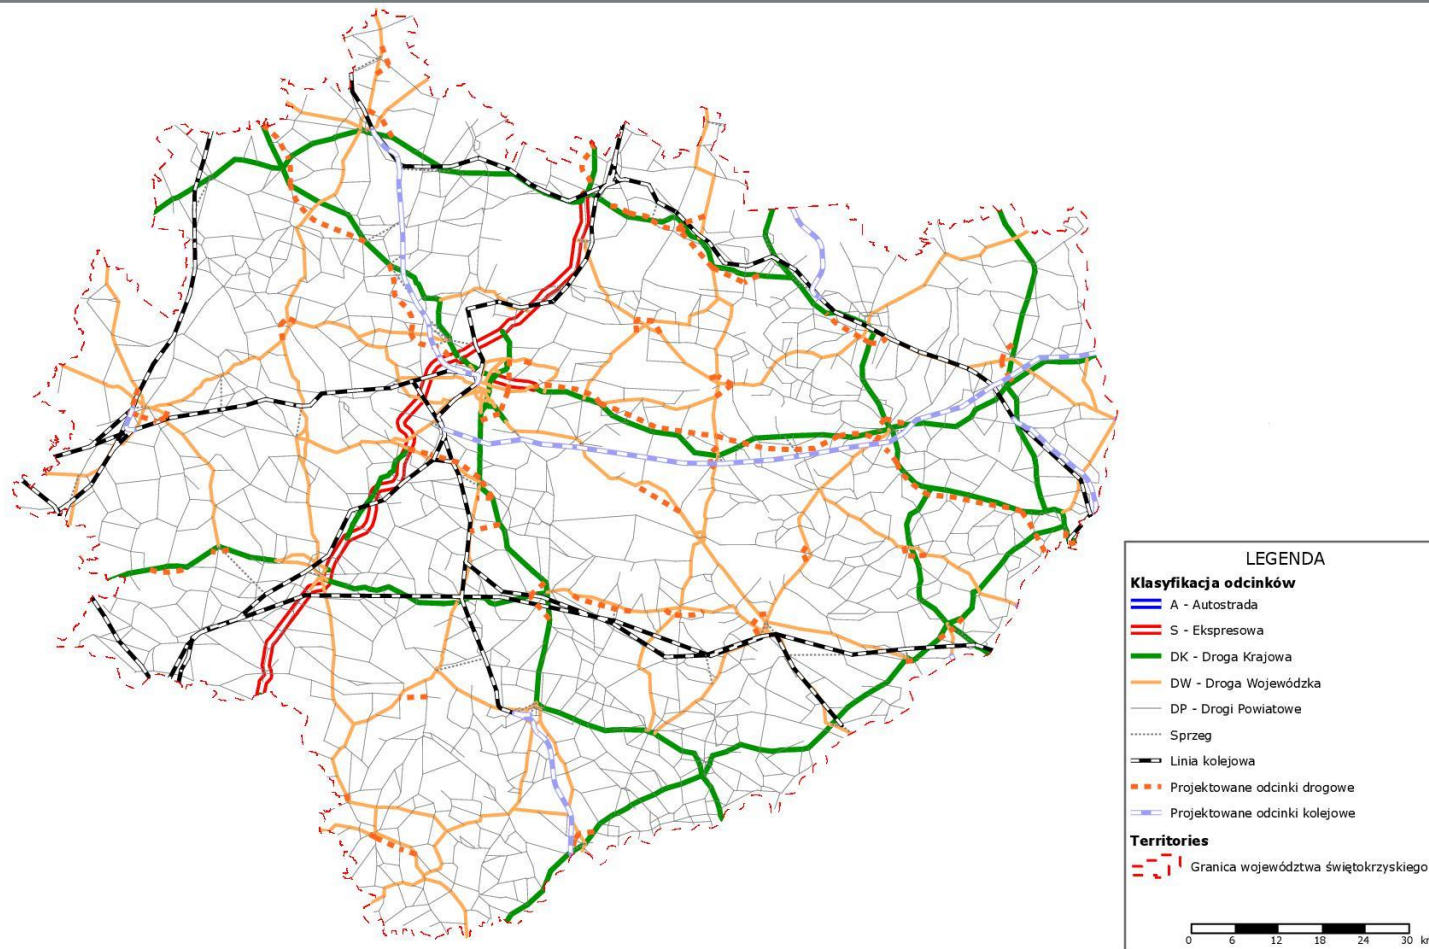 LEGENDA
Klasyfikacja odcinków
A - Autostrada
S - Ekspresowa
DK - Droga Krajowa
DW - Droga Wojewódzka
DP - Drogi Powiatowe
Sprzeg
Linia kolejowa
Projektowane odcinki drogowe
Projektowane odcinki kolejowe
Territories
Granica województwa świętokrzyskiego
0 6 12 18 24 30 km